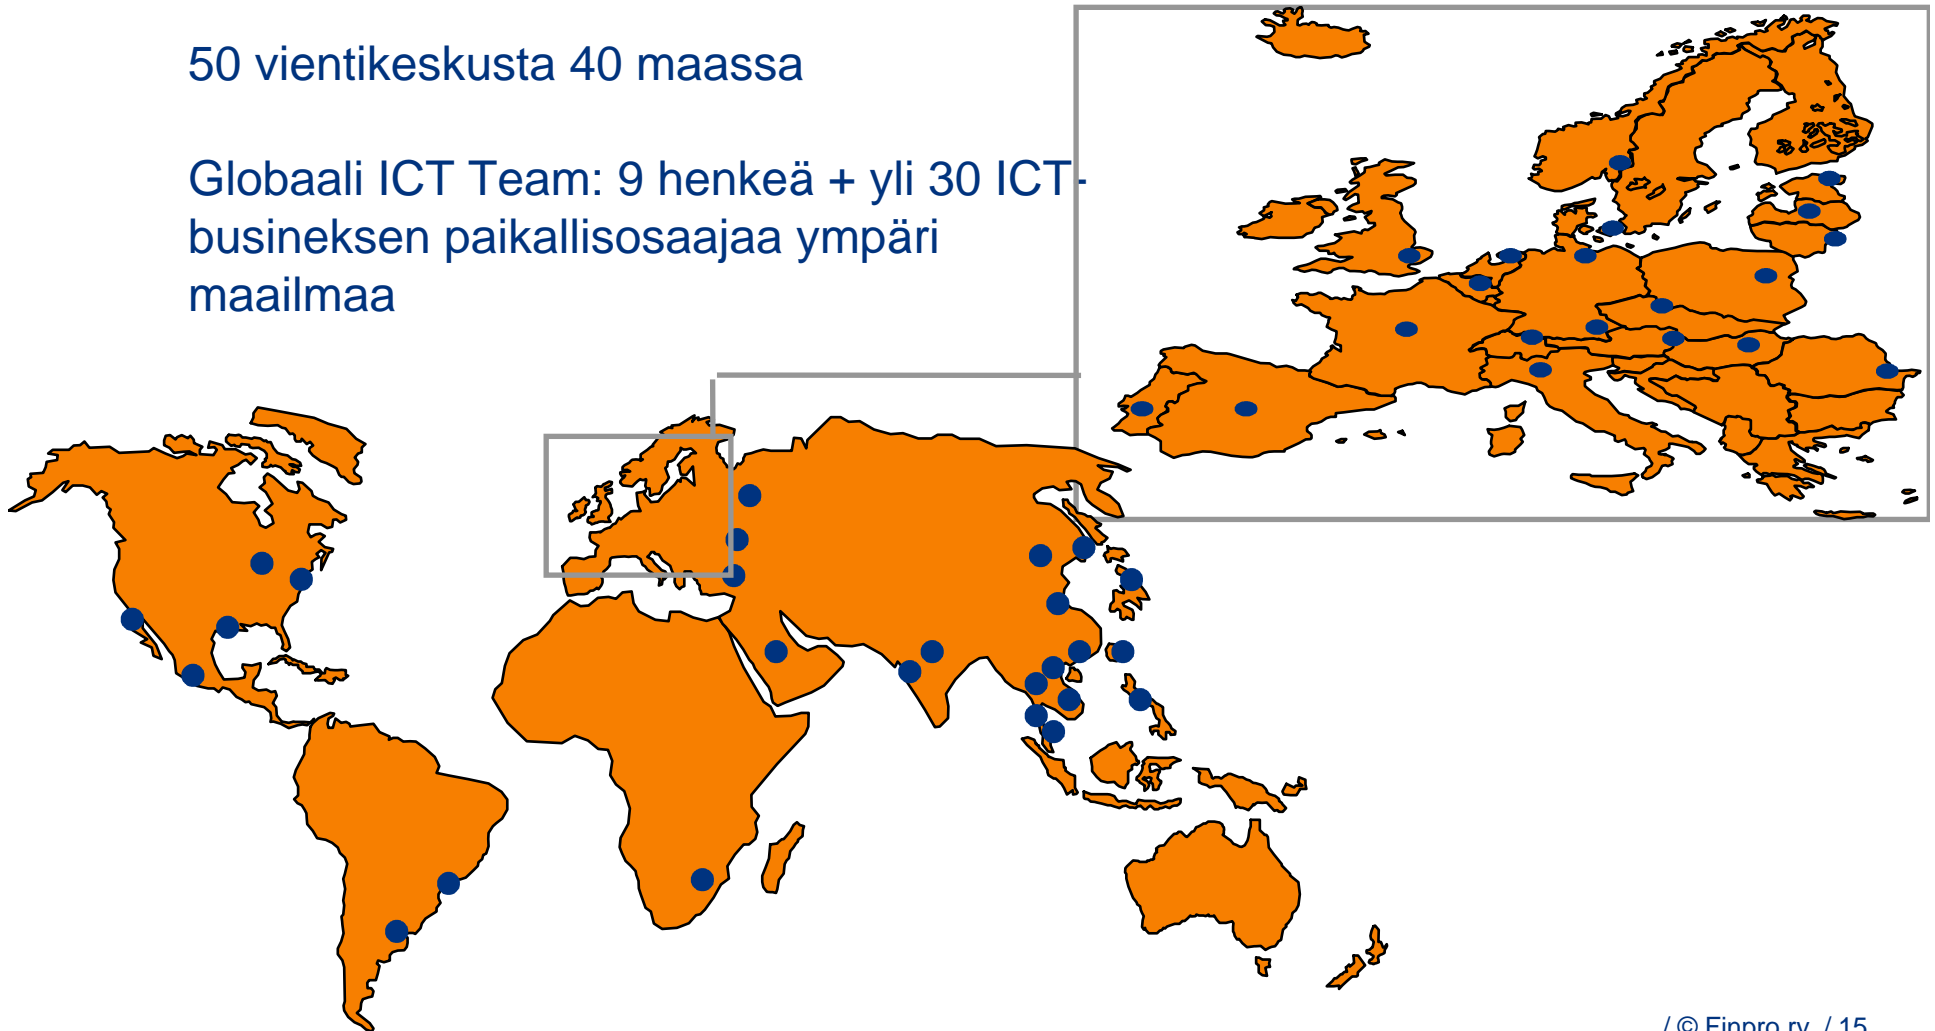 50 vientikeskusta 40 maassa
Globaali ICT Team: 9 henkeä + yli 30 ICT-
busineksen paikallisosaajaa ympäri
maailmaa
/ © Finpro ry / 15